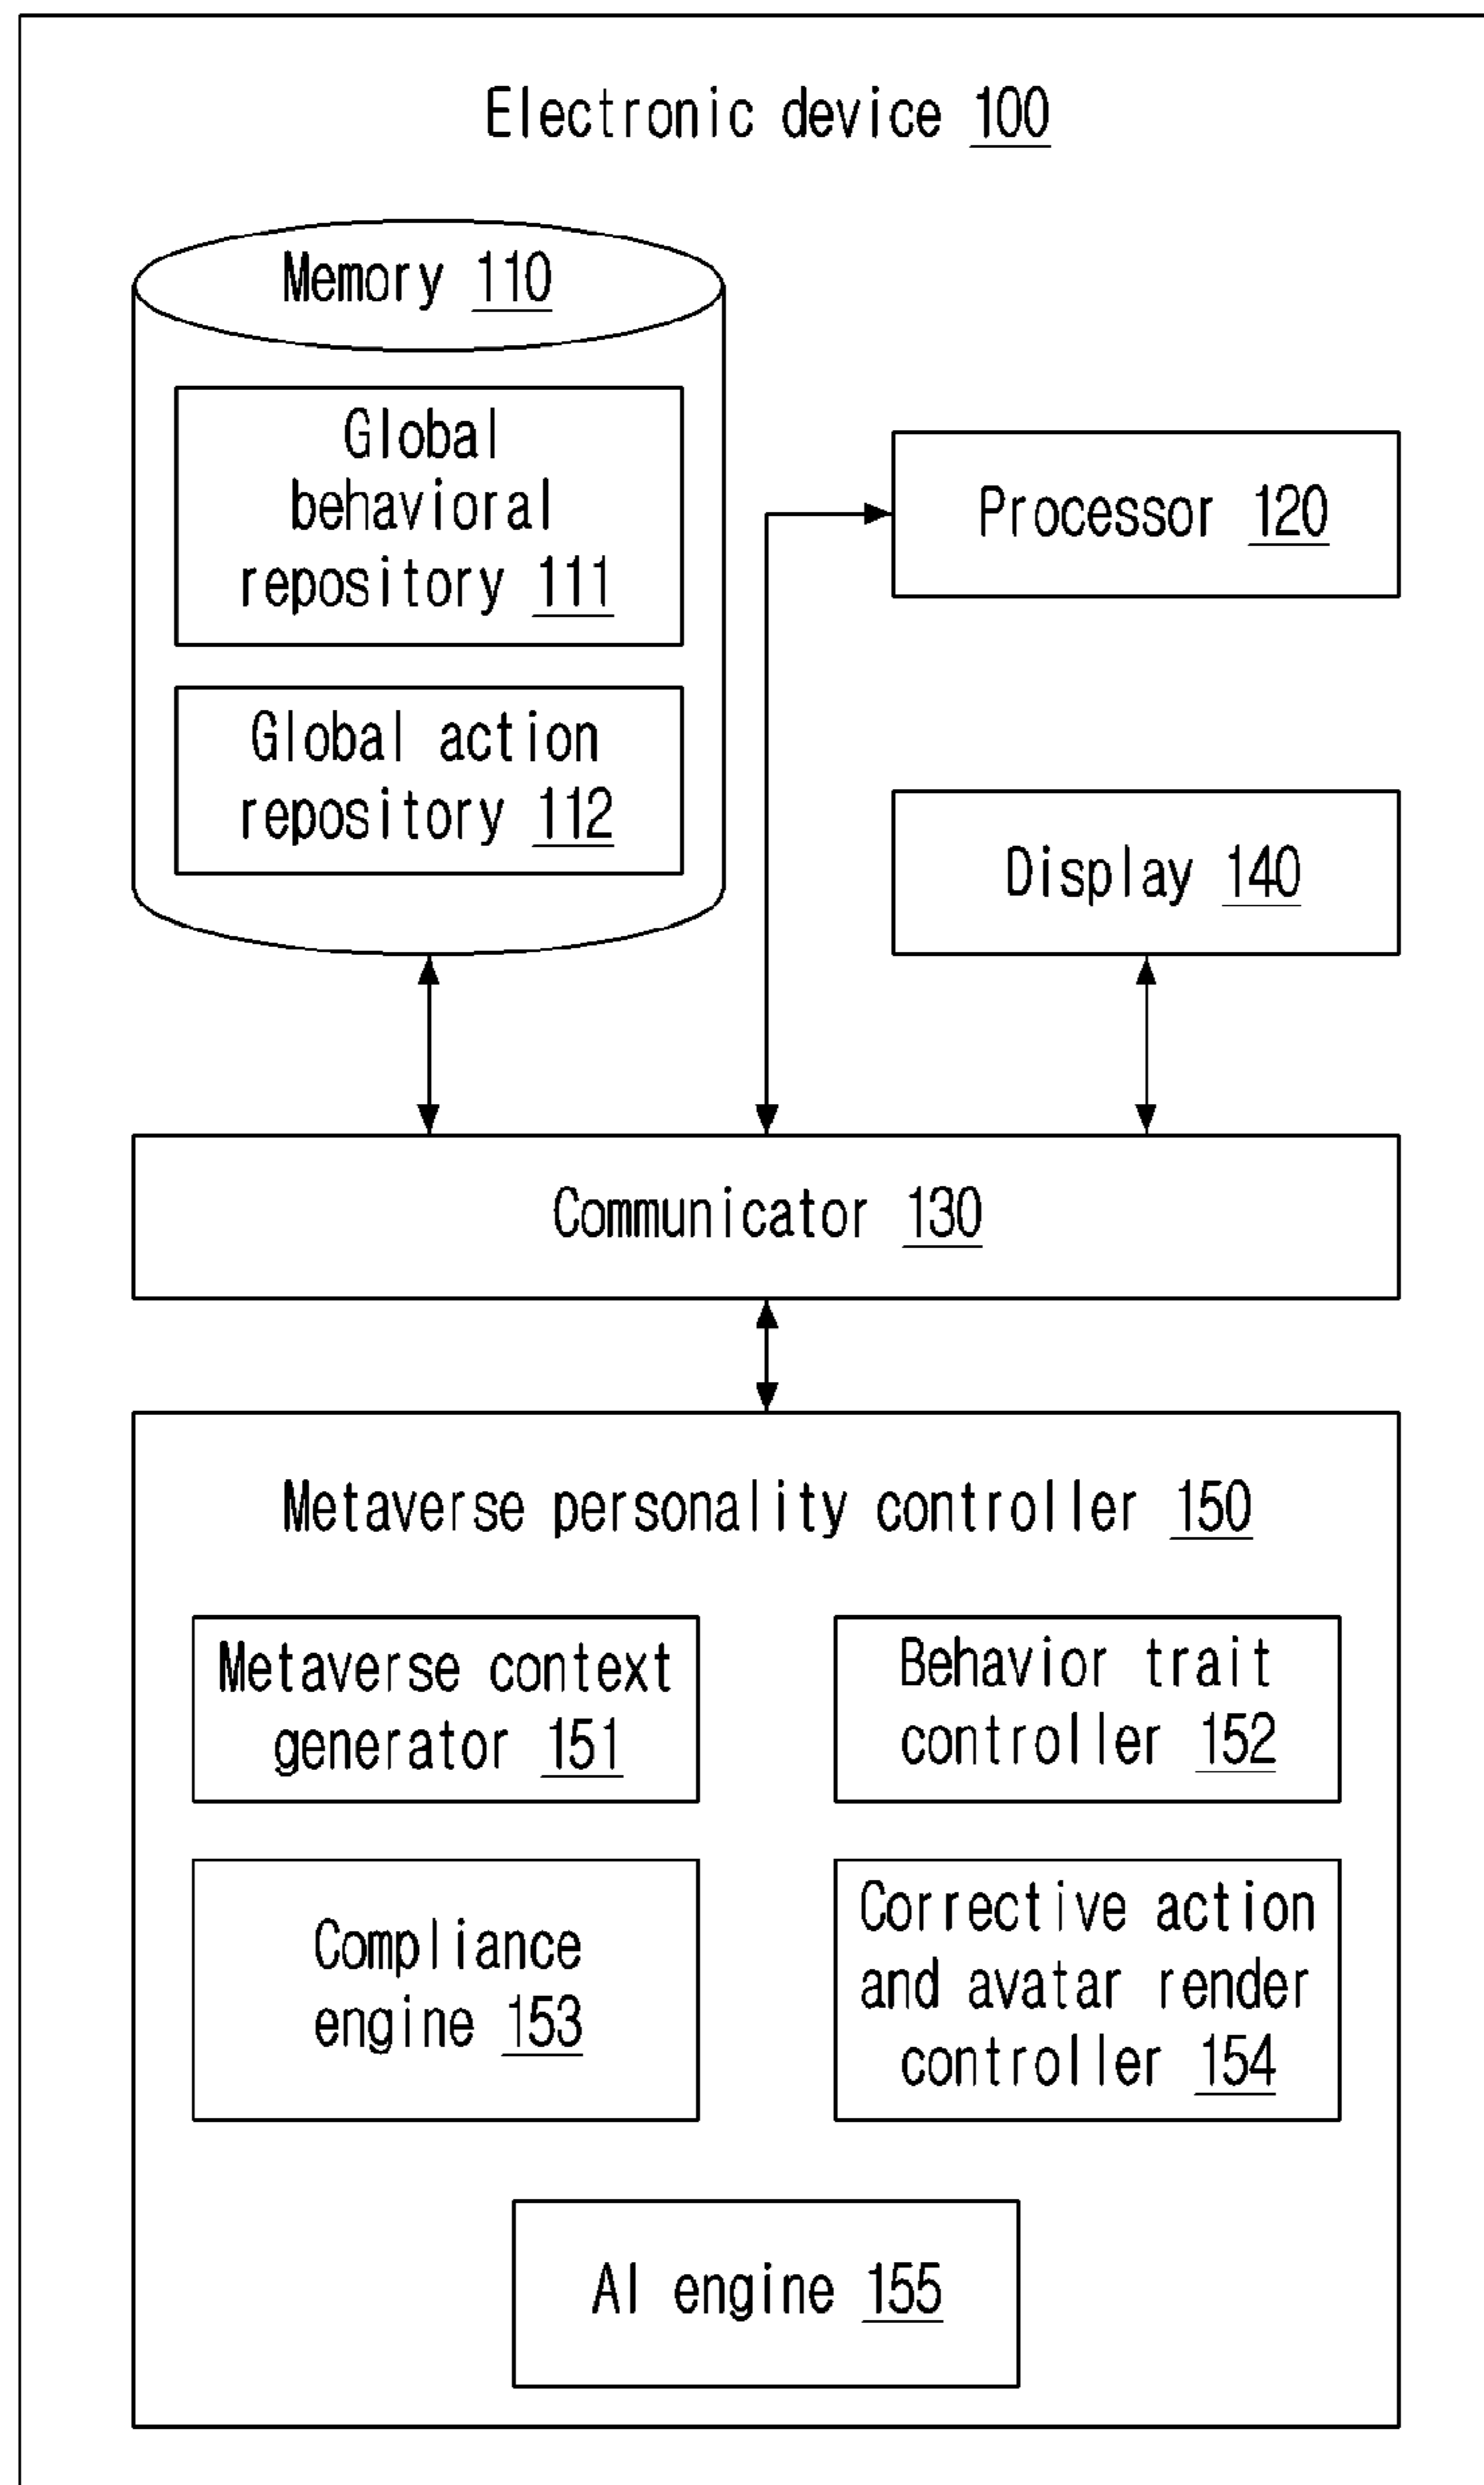 Electronic device 100
Memory 110
Global
behavioral
repository 111
Global action
repository 112
Processor 120
Display 140
Communicator 130
Metaverse personality controller 150
Metaverse context
generator 151
Behavior trait
controller 152
Compliance
engine 153
Corrective action
and avatar render
controller 154
AI engine 155